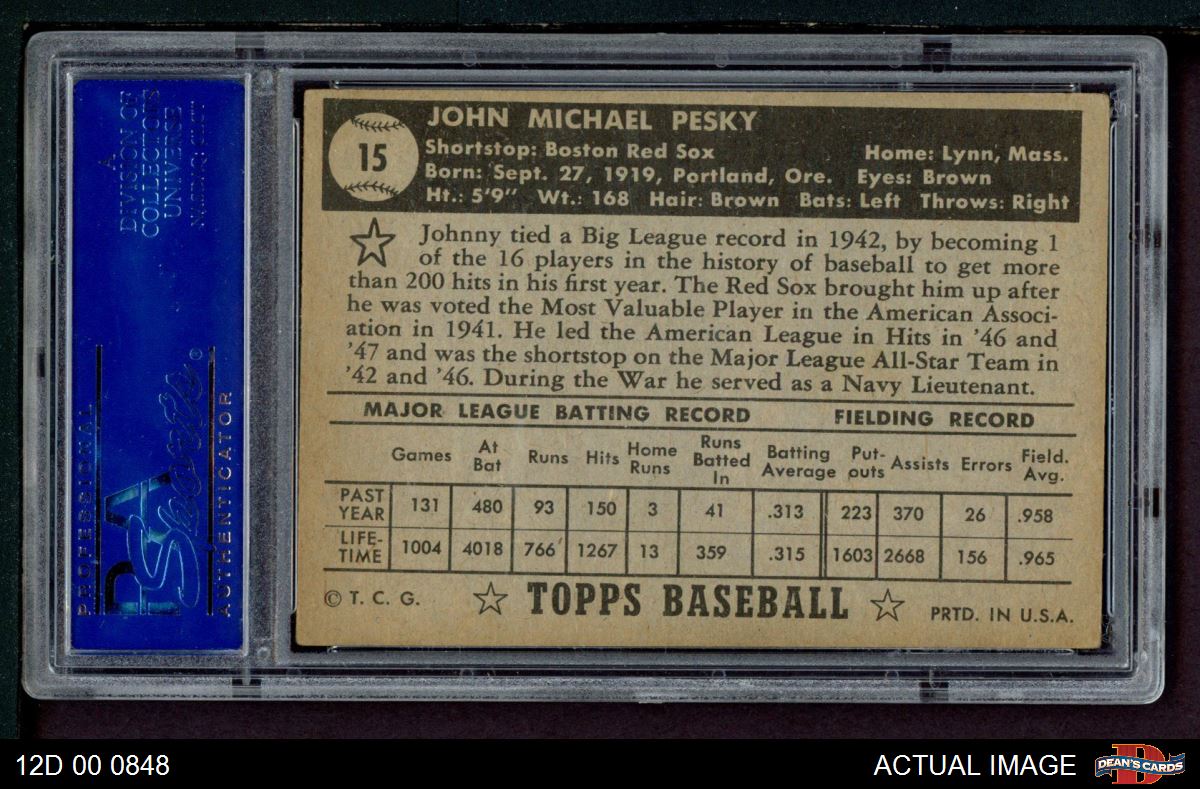 A
DIVISION OF
COLLECTORS
UNIVERSE
NASDAQ: CLCT
PROFESSIONAL
PSA
Sports®
AUTHENTICATOR
15
JOHN MICHAEL PESKY
Shortstop: Boston Red Sox Home: Lynn, Mass.
Born: Sept. 27, 1919, Portland, Ore. Eyes: Brown
Ht.: 5'9" Wt.: 168 Hair: Brown Bats: Left Throws: Right
Johnny tied a Big League record in 1942, by becoming 1
of the 16 players in the history of baseball to get more
than 200 hits in his first year. The Red Sox brought him up after
he was voted the Most Valuable Player in the American Associ-
ation in 1941. He led the American League in Hits in '46 and
'47 and was the shortstop on the Major League All-Star Team in
'42 and '46. During the War he served as a Navy Lieutenant.
MAJOR LEAGUE BATTING RECORD FIELDING RECORD
Games At Bat Runs Hits Home Runs Runs Batted In Batting Average Put-outs Assists Errors Field. Avg.
PAST YEAR 131 480 93 150 3 41 .313 223 370 26 .958
LIFE-TIME 1004 4018 766 1267 13 359 .315 1603 2668 156 .965
© T. C. G. ☆ TOPPS BASEBALL ☆ PRTD. IN U.S.A.
12D 00 0848 ACTUAL IMAGE
DEAN'S CARDS